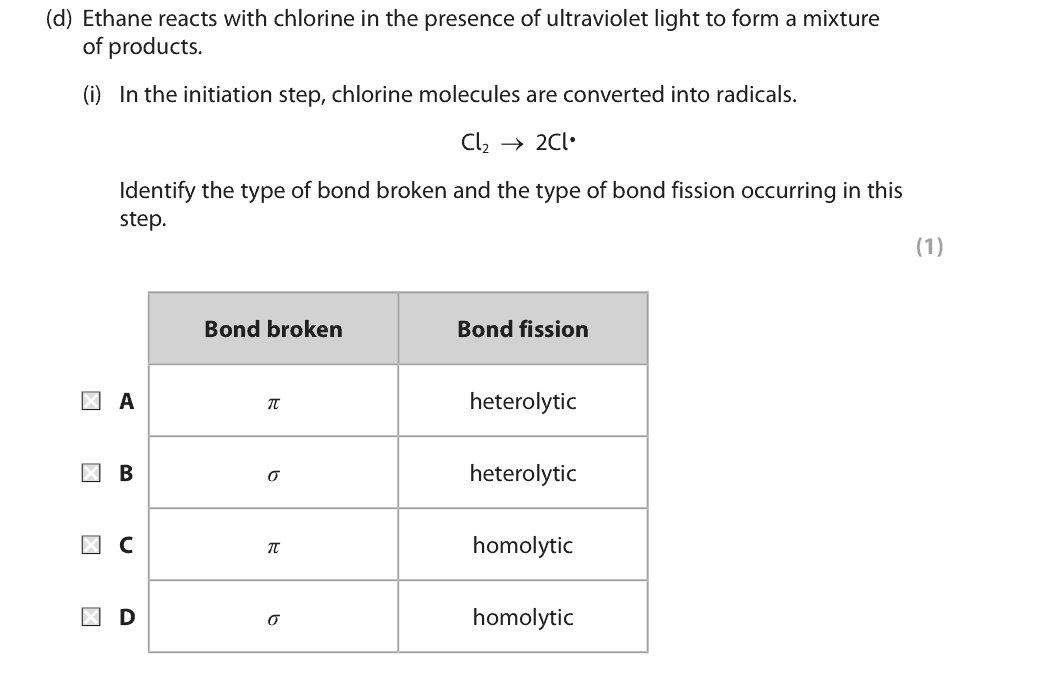 (d) Ethane reacts with chlorine in the presence of ultraviolet light to form a mixture
of products.
(i) In the initiation step, chlorine molecules are converted into radicals.
Cl₂ → 2Cl•
Identify the type of bond broken and the type of bond fission occurring in this
step.
(1)
Bond broken Bond fission
A π heterolytic
B σ heterolytic
C π homolytic
D σ homolytic